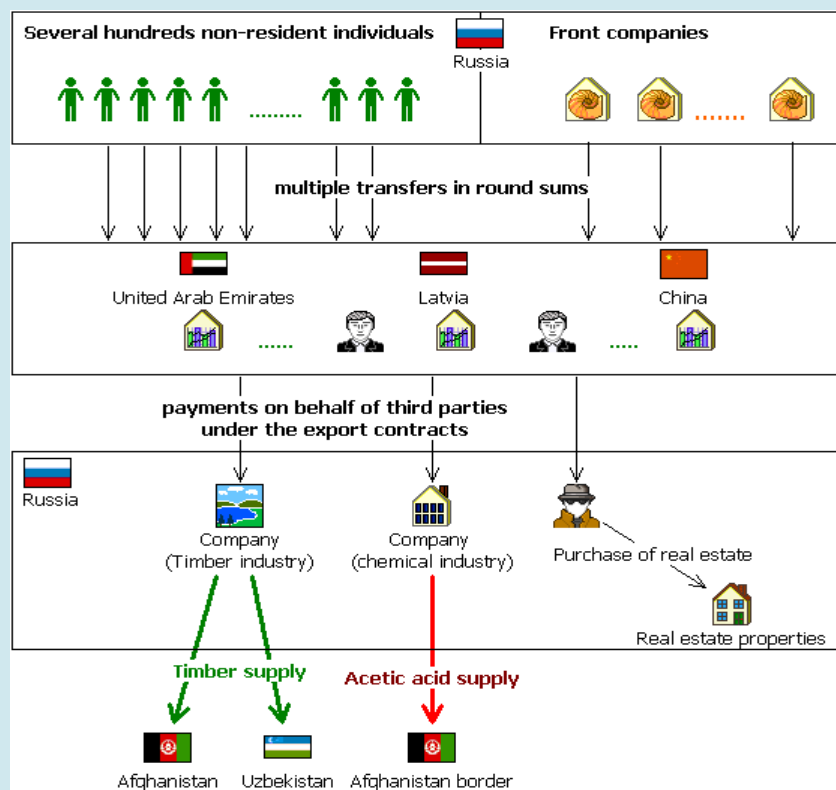 Several hundreds non-resident individuals
Front companies
Russia
multiple transfers in round sums
United Arab Emirates
Latvia
China
payments on behalf of third parties
under the export contracts
Russia
Company
(Timber industry)
Company
(chemical industry)
Purchase of real estate
Real estate properties
Timber supply
Acetic acid supply
Afghanistan
Uzbekistan
Afghanistan border